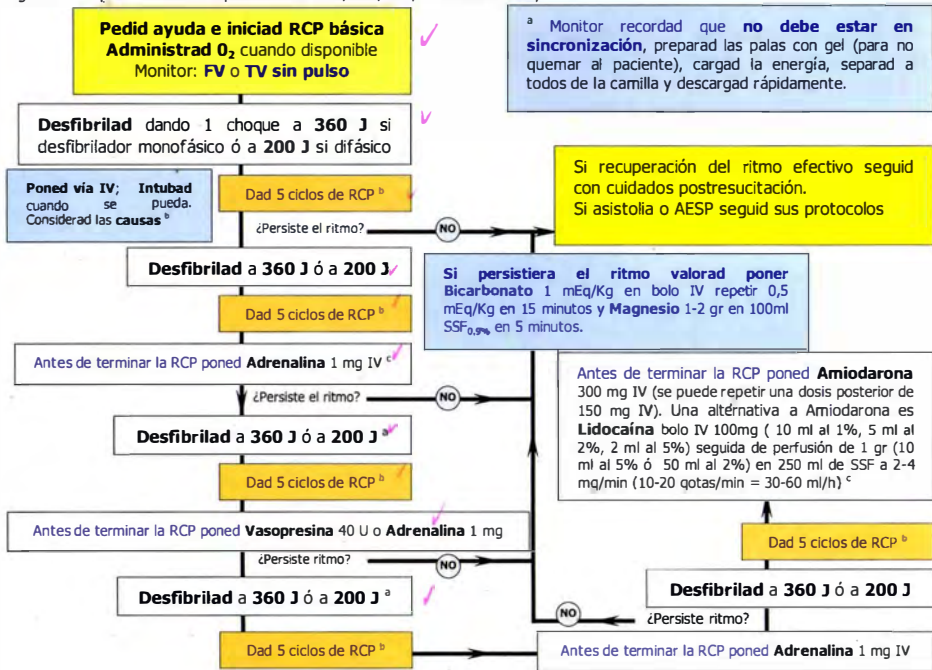 Pedid ayuda e iniciad RCP básica
Administrad 0₂ cuando disponible
Monitor: FV o TV sin pulso
ᵃ Monitor recordad que no debe estar en
sincronización, preparad las palas con gel (para no
quemar al paciente), cargad la energía, separad a
todos de la camilla y descargad rápidamente.
Desfibrilad dando 1 choque a 360 J si
desfibrilador monofásico ó a 200 J si difásico
Poned vía IV; Intubad
cuando se pueda.
Considerad las causas ᵇ
Dad 5 ciclos de RCP ᵇ
¿Persiste el ritmo?
NO
Si recuperación del ritmo efectivo seguid
con cuidados postresucitación.
Si asistolia o AESP seguid sus protocolos
Desfibrilad a 360 J ó a 200 J
Si persistiera el ritmo valorad poner
Bicarbonato 1 mEq/Kg en bolo IV repetir 0,5
mEq/Kg en 15 minutos y Magnesio 1-2 gr en 100ml
SSF0,9% en 5 minutos.
Dad 5 ciclos de RCP ᵇ
Antes de terminar la RCP poned Adrenalina 1 mg IV ᶜ
¿Persiste el ritmo?
NO
Desfibrilad a 360 J ó a 200 J ᵃ
Dad 5 ciclos de RCP ᵇ
Antes de terminar la RCP poned Vasopresina 40 U o Adrenalina 1 mg
¿Persiste ritmo?
NO
Desfibrilad a 360 J ó a 200 J ᵃ
Dad 5 ciclos de RCP ᵇ
Antes de terminar la RCP poned Amiodarona
300 mg IV (se puede repetir una dosis posterior de
150 mg IV). Una altérnativa a Amiodarona es
Lidocaína bolo IV 100mg ( 10 ml al 1%, 5 ml al
2%, 2 ml al 5%) seguida de perfusión de 1 gr (10
ml al 5% ó 50 ml al 2%) en 250 ml de SSF a 2-4
mg/min (10-20 gotas/min = 30-60 ml/h) ᶜ
Dad 5 ciclos de RCP ᵇ
Desfibrilad a 360 J ó a 200 J
NO
¿Persiste ritmo?
Antes de terminar la RCP poned Adrenalina 1 mg IV